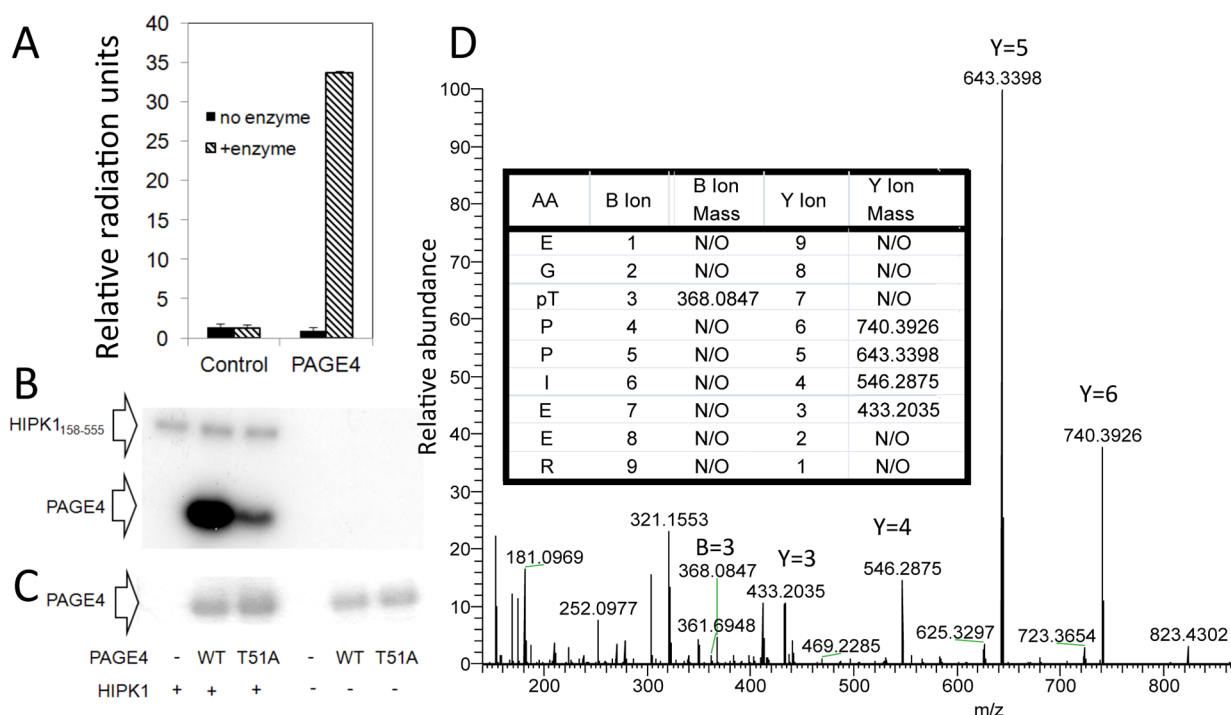 A
Relative radiation units
40
35
30
25
20
15
10
5
0
no enzyme
+enzyme
Control PAGE4
B
HIPK1158-555
PAGE4
C
PAGE4
PAGE4 - WT T51A - WT T51A
HIPK1 + + + - - -
D
Relative abundance
100
90
80
70
60
50
40
30
20
10
0
Y=5
643.3398
AA B Ion B Ion Mass Y Ion Y Ion Mass
E 1 N/O 9 N/O
G 2 N/O 8 N/O
pT 3 368.0847 7 N/O
P 4 N/O 6 740.3926
P 5 N/O 5 643.3398
I 6 N/O 4 546.2875
E 7 N/O 3 433.2035
E 8 N/O 2 N/O
R 9 N/O 1 N/O
Y=6
740.3926
321.1553
181.0969
B=3
368.0847
Y=3
433.2035
Y=4
546.2875
252.0977
361.6948
469.2285
625.3297
723.3654
823.4302
200 300 400 500 600 700 800
m/z